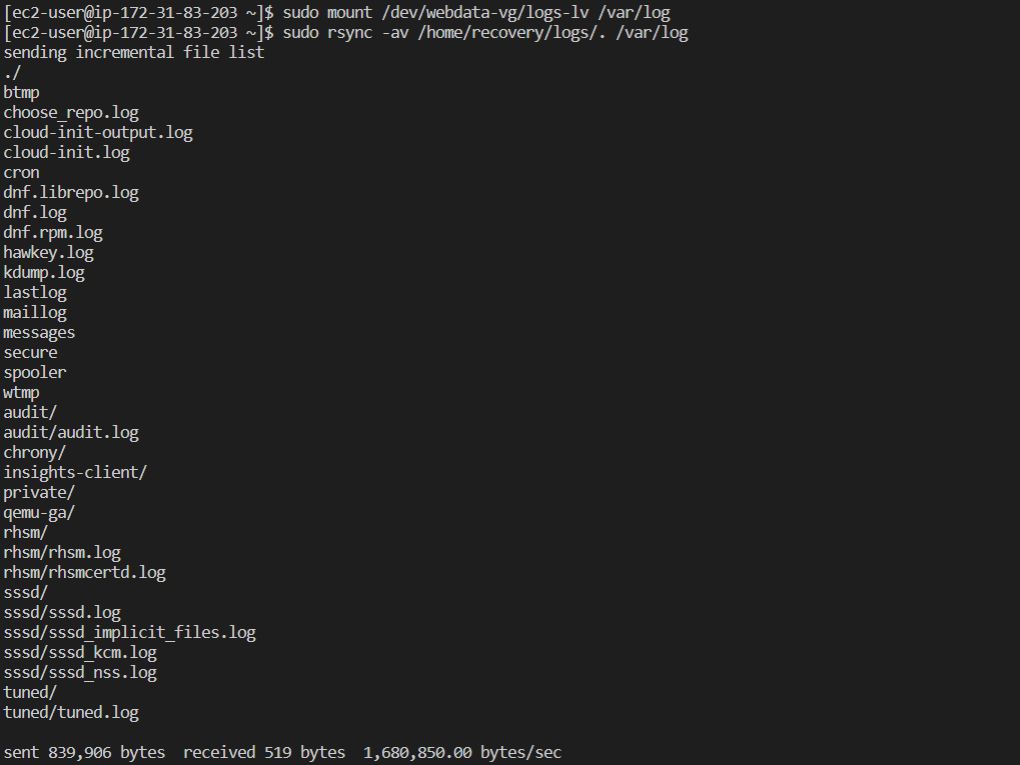 [ec2-user@ip-172-31-83-203 ~]$ sudo mount /dev/webdata-vg/logs-lv /var/log
[ec2-user@ip-172-31-83-203 ~]$ sudo rsync -av /home/recovery/logs/. /var/log
sending incremental file list
./
btmp
choose_repo.log
cloud-init-output.log
cloud-init.log
cron
dnf.librepo.log
dnf.log
dnf.rpm.log
hawkey.log
kdump.log
lastlog
maillog
messages
secure
spooler
wtmp
audit/
audit/audit.log
chrony/
insights-client/
private/
qemu-ga/
rhsm/
rhsm/rhsm.log
rhsm/rhsmcertd.log
sssd/
sssd/sssd.log
sssd/sssd_implicit_files.log
sssd/sssd_kcm.log
sssd/sssd_nss.log
tuned/
tuned/tuned.log
sent 839,906 bytes  received 519 bytes  1,680,850.00 bytes/sec